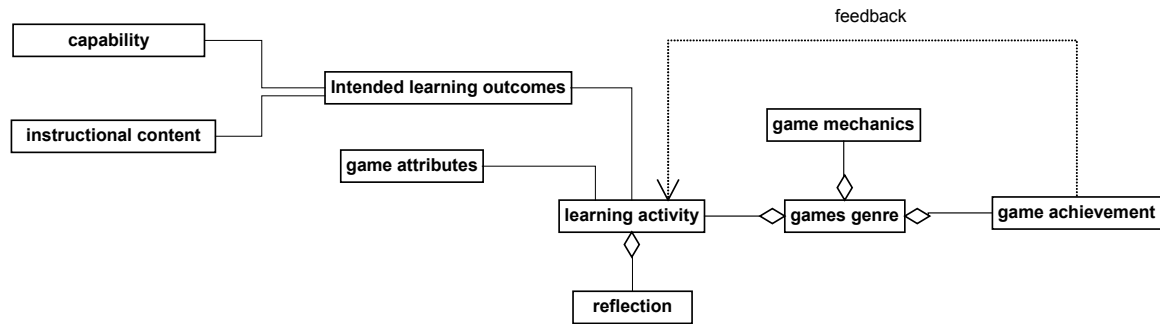 feedback
capability
Intended learning outcomes
instructional content
game mechanics
game attributes
learning activity
games genre
game achievement
reflection